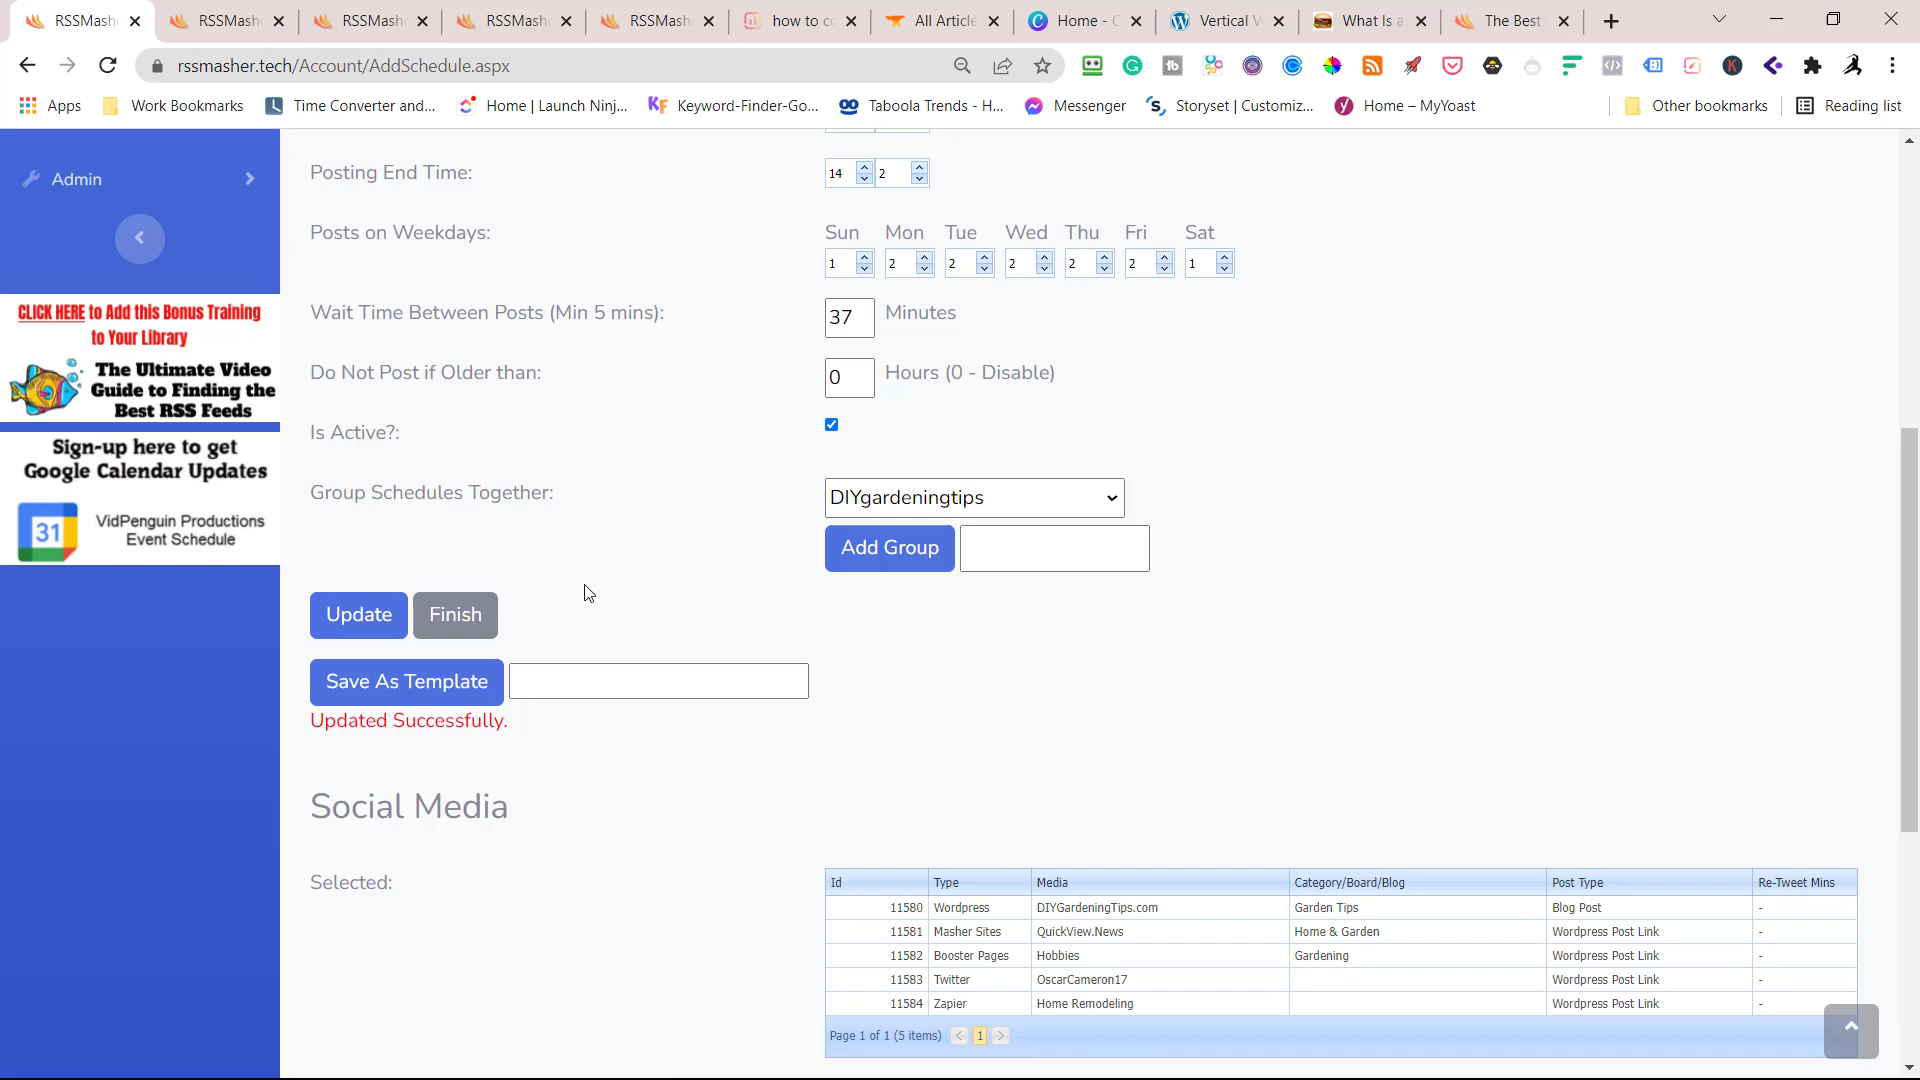 RSSMash
RSSMash
RSSMash
RSSMash
RSSMash
how to c
All Article
Home - C
Vertical V
What Is a
The Best
rssmasher.tech/Account/AddSchedule.aspx
Apps
Work Bookmarks
Time Converter and...
Home | Launch Ninj...
Keyword-Finder-Go...
Taboola Trends - H...
Messenger
Storyset | Customiz...
Home – MyYoast
Other bookmarks
Reading list
Admin
CLICK HERE to Add this Bonus Training
to Your Library
The Ultimate Video
Guide to Finding the
Best RSS Feeds
Sign-up here to get
Google Calendar Updates
31
VidPenguin Productions
Event Schedule
Posting End Time:
14 2
Posts on Weekdays:
Sun Mon Tue Wed Thu Fri Sat
1 2 2 2 2 2 1
Wait Time Between Posts (Min 5 mins):
37 Minutes
Do Not Post if Older than:
0 Hours (0 - Disable)
Is Active?:
Group Schedules Together:
DIYgardeningtips
Add Group
Update Finish
Save As Template
Updated Successfully.
Social Media
Selected:
Id Type Media Category/Board/Blog Post Type Re-Tweet Mins
11580 Wordpress DIYGardeningTips.com Garden Tips Blog Post -
11581 Masher Sites QuickView.News Home & Garden Wordpress Post Link -
11582 Booster Pages Hobbies Gardening Wordpress Post Link -
11583 Twitter OscarCameron17 Wordpress Post Link -
11584 Zapier Home Remodeling Wordpress Post Link -
Page 1 of 1 (5 items) < 1 >